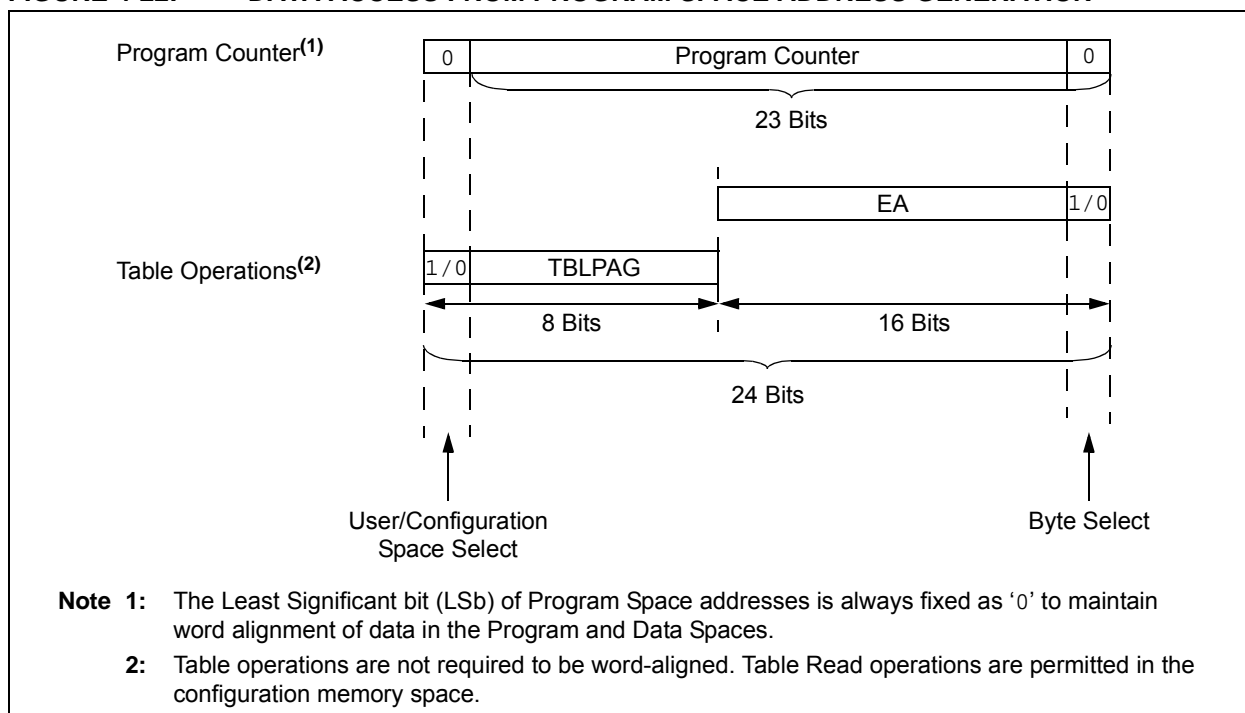 Program Counter(1)
0 Program Counter 0
23 Bits
EA 1/0
Table Operations(2)
1/0 TBLPAG
8 Bits 16 Bits
24 Bits
User/Configuration
Space Select
Byte Select
Note 1: The Least Significant bit (LSb) of Program Space addresses is always fixed as ‘0’ to maintain
word alignment of data in the Program and Data Spaces.
2: Table operations are not required to be word-aligned. Table Read operations are permitted in the
configuration memory space.